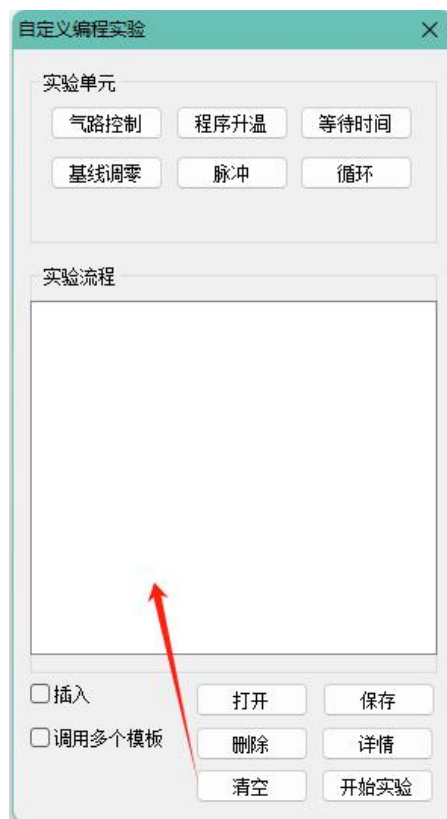 自定义编程实验
实验单元
气路控制 程序升温 等待时间
基线调零 脉冲 循环
实验流程
插入 打开 保存
调用多个模板 删除 详情
清空 开始实验